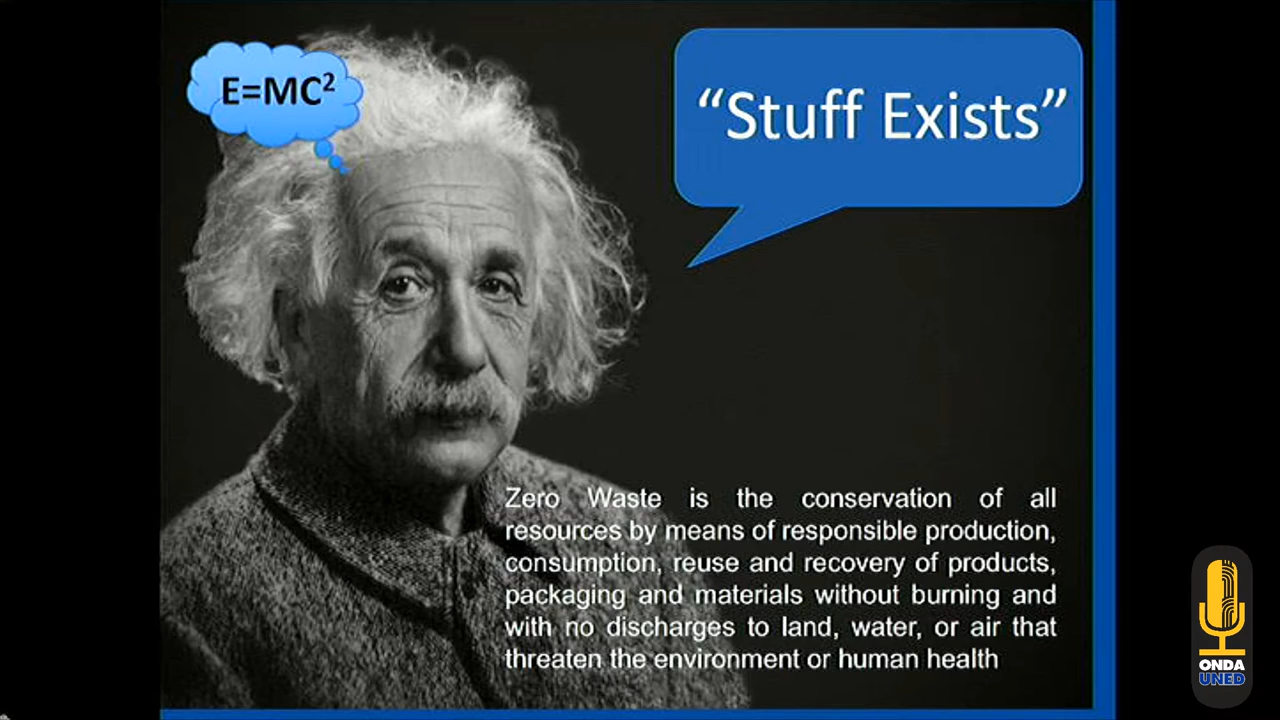 E=MC²
“Stuff Exists”
Zero Waste is the conservation of all
resources by means of responsible production,
consumption, reuse and recovery of products,
packaging and materials without burning and
with no discharges to land, water, or air that
threaten the environment or human health
ONDA
UNED